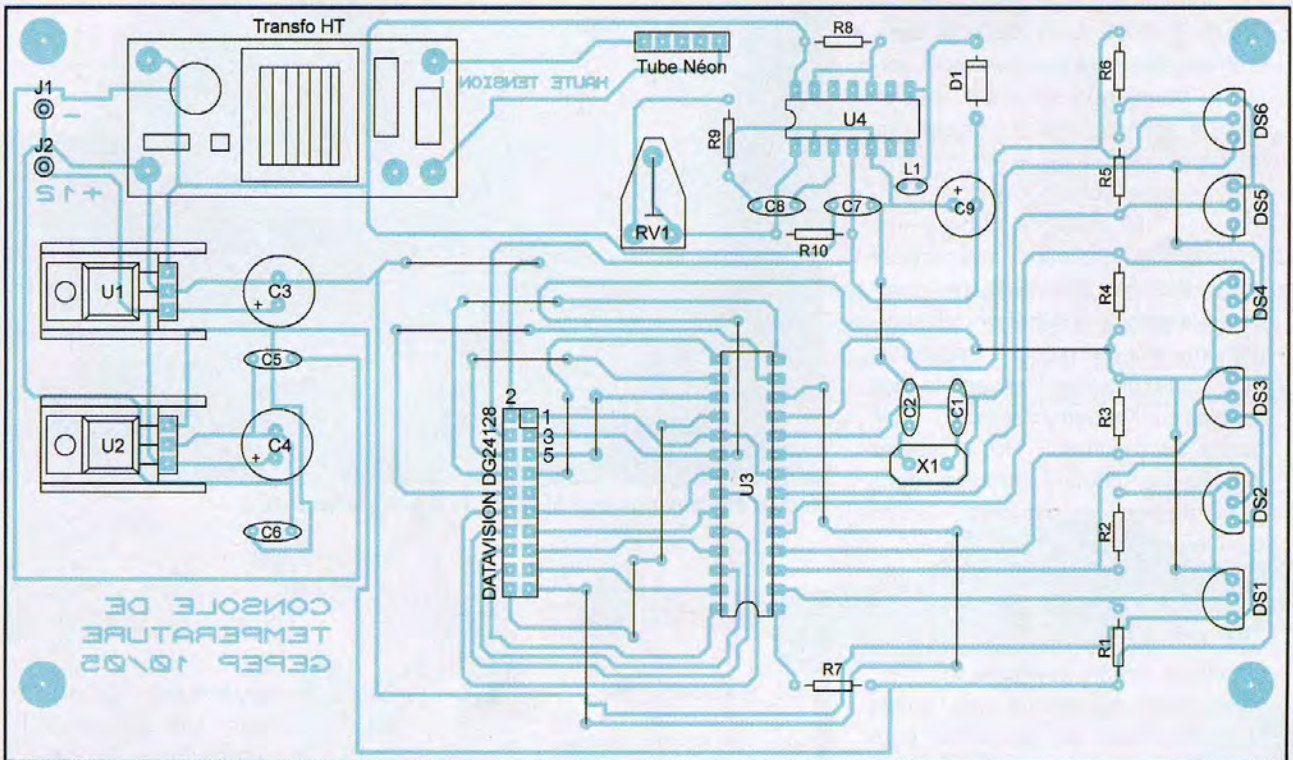 Transfo HT
R8
Tube Néon
J1
-
HAUTE TENSION
D1
R6
U4
R9
DS6
J2
L1
R5
+12
C8
C7
+
C9
DS5
RV1
R10
U1
C3
+
R4
DS4
C5
2
1
3
5
C2
C1
R3
DS3
U2
C4
+
X1
U3
DATAVISION DG24128
R2
DS2
C6
CONSOLE DE
TEMPERATURE
GEPEP 10/05
DS1
R1
R7